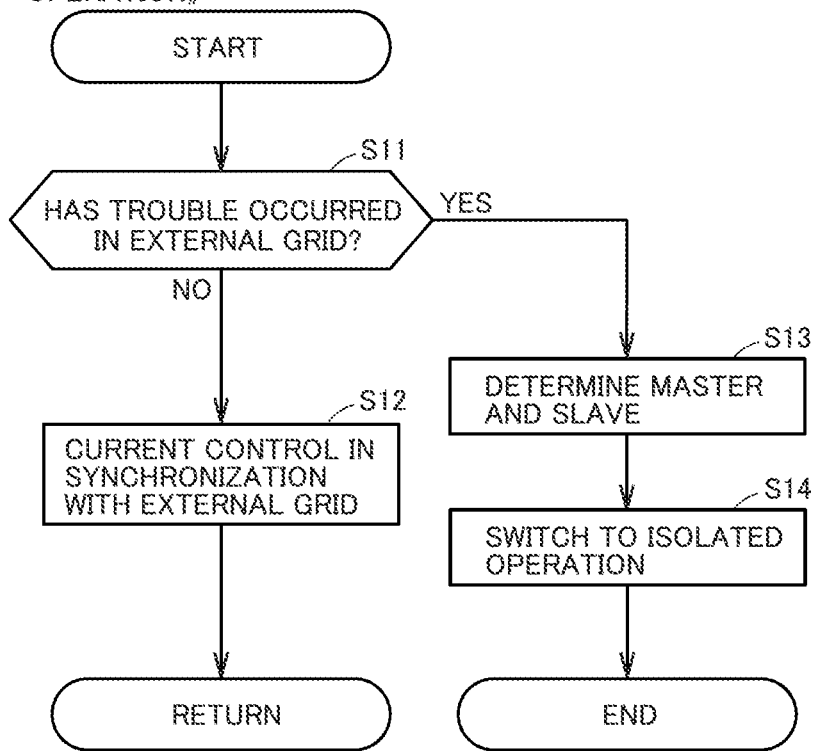 START
S11
HAS TROUBLE OCCURRED
IN EXTERNAL GRID?
YES
NO
S13
DETERMINE MASTER
AND SLAVE
S12
CURRENT CONTROL IN
SYNCHRONIZATION
WITH EXTERNAL GRID
S14
SWITCH TO ISOLATED
OPERATION
RETURN
END